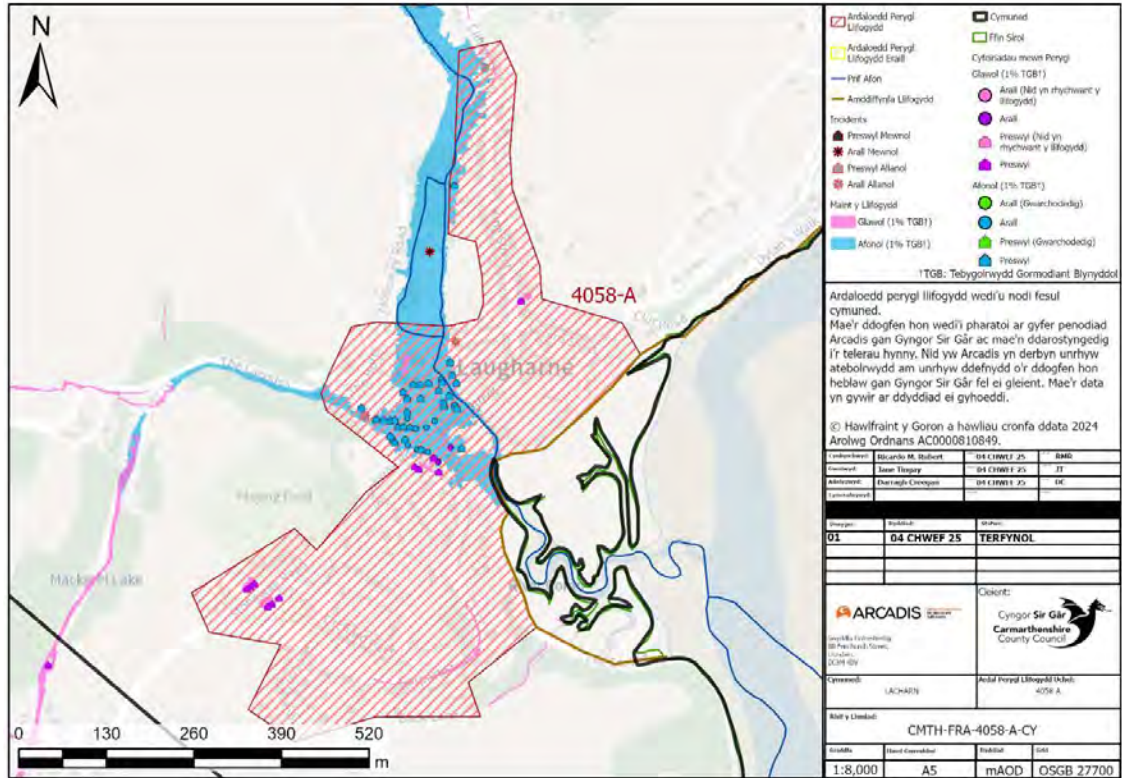 N
4058-A
Laugharne
Mackerel Lake
0 130 260 390 520
m
Ardaloedd Perygl
Llifogydd
Ardaloedd Perygl
Llifogydd Eraill
Prif Afon
Amddiffynfa Llifogydd
Incidents
Preswyl Mewnol
Arall Mewnol
Preswyl Allanol
Arall Allanol
Maint y Llifogydd
Glawol (1% TGB†)
Afonol (1% TGB†)
Cymuned
Ffin Sirol
Glawol (1% TGB†)
Arall (Nid yn rhychwant y
llifogydd)
Arall
Preswyl (Nid yn
rhychwant y llifogydd)
Preswyl
Afonol (1% TGB†)
Arall (Gwarchodedig)
Arall
Preswyl (Gwarchodedig)
Preswyl
†TGB: Tebygolrwydd Gormodiant Blynyddol
Ardaloedd perygl llifogydd wedi'u nodi fesul
cymuned.
Mae'r ddogfen hon wedi'i pharatoi ar gyfer penodiad
Arcadis gan Gyngor Sir Gâr ac mae'n ddarostyngedig
i'r telerau hynny. Nid yw Arcadis yn derbyn unrhyw
atebolrwydd am unrhyw ddefnydd o'r ddogfen hon
heblaw gan Gyngor Sir Gâr fel ei gleient. Mae'r data
yn gywir ar ddyddiad ei gyhoeddi.
© Hawlfraint y Goron a hawliau cronfa ddata 2024
Arolwg Ordnans AC0000810849.
Ricardo M. Rubert 04 CHWEF 25 RMR
04 CHWEF 25 JT
Darragh Creegan 04 CHWEF 25 DC
01 04 CHWEF 25 TERFYNOL
ARCADIS
Cleient:
Cyngor Sir Gâr
Carmarthenshire
County Council
Cymuned:
LACHARN
Ardal Perygl Llifogydd Uchel:
4058 A
CMTH-FRA-4058-A-CY
1:8,000 A5 mAOD OSGB 27700